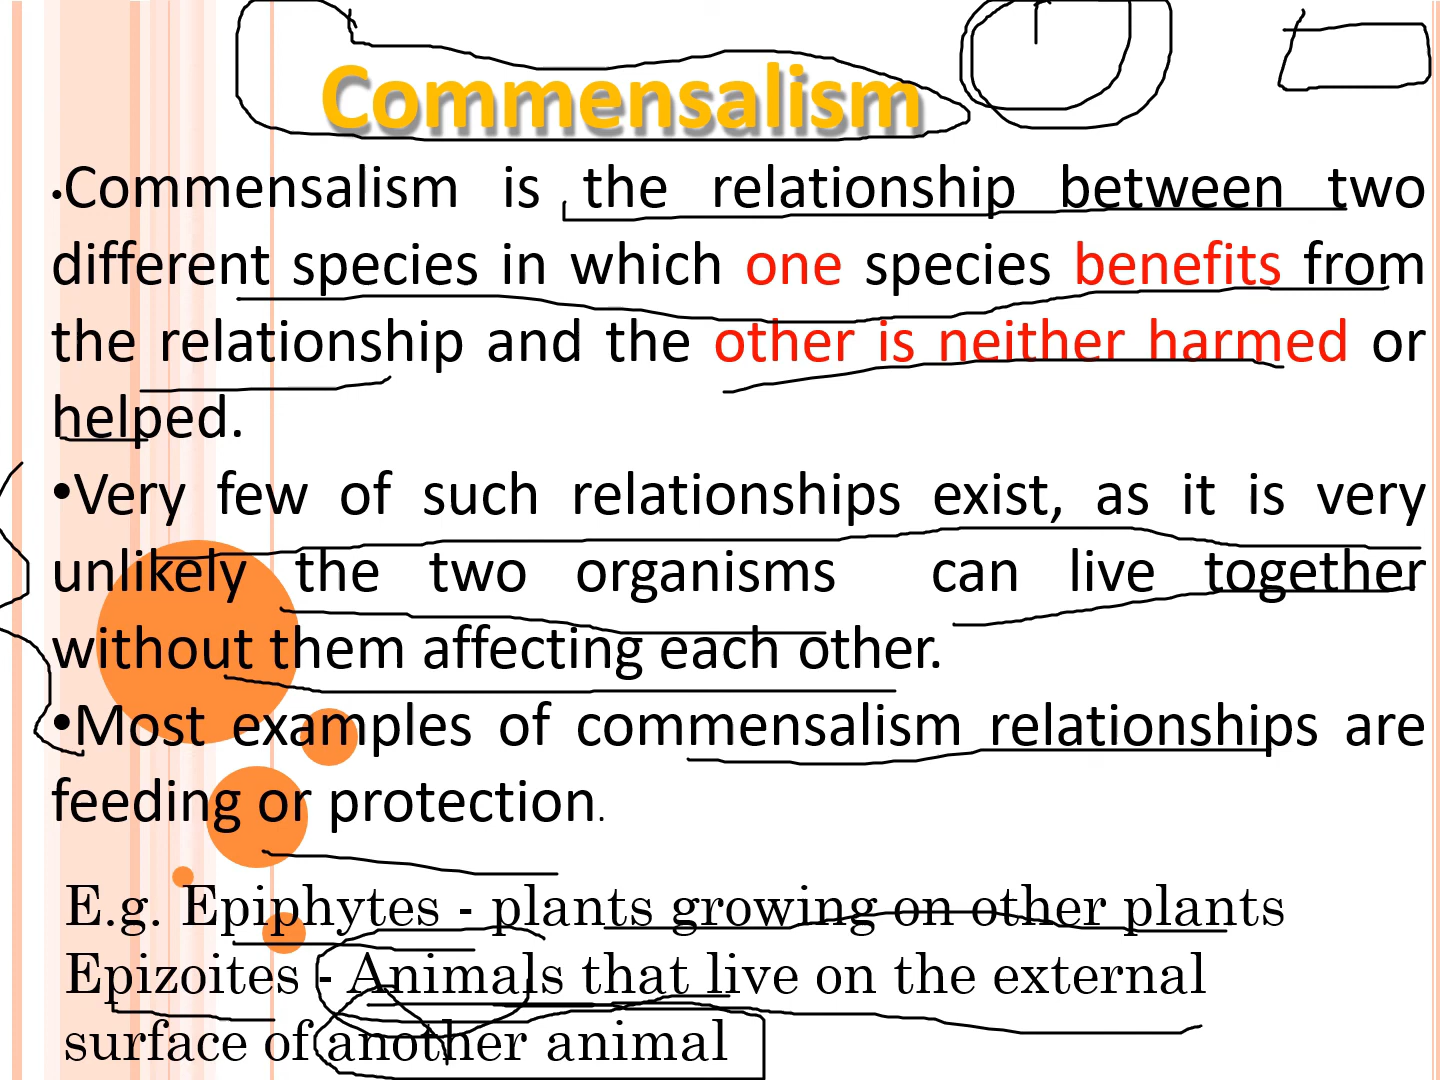 Commensalism
•Commensalism is the relationship between two
different species in which one species benefits from
the relationship and the other is neither harmed or
helped.
•Very few of such relationships exist, as it is very
unlikely the two organisms can live together
without them affecting each other.
•Most examples of commensalism relationships are
feeding or protection.
E.g. Epiphytes - plants growing on other plants
Epizoites - Animals that live on the external
surface of another animal